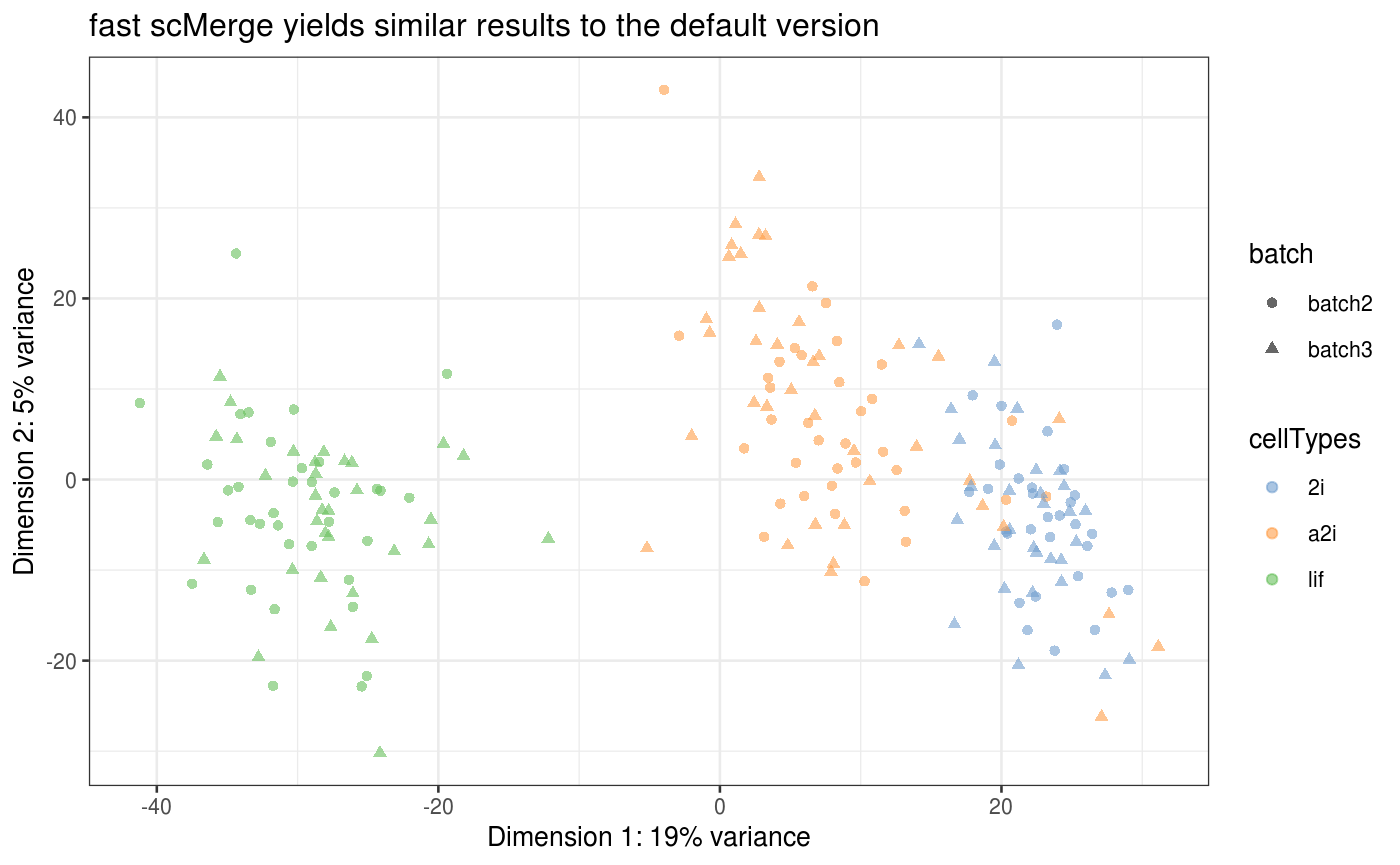 fast scMerge yields similar results to the default version
Dimension 2: 5% variance
40
20
0
-20
-40
-20
0
20
Dimension 1: 19% variance
batch
batch2
batch3
cellTypes
2i
a2i
lif